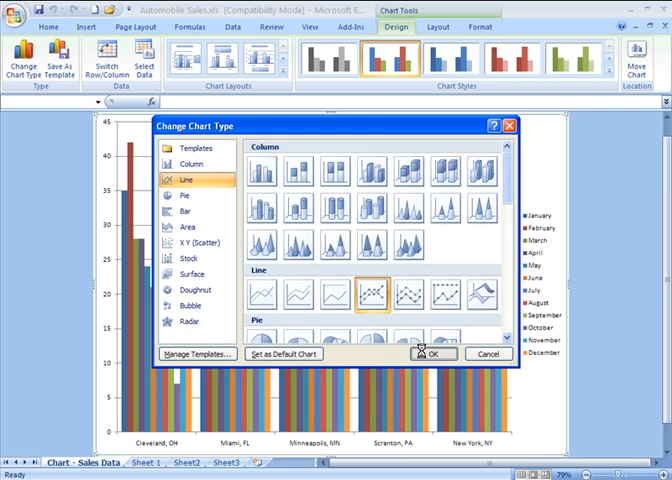 Automobile Sales.xls [Compatibility Mode] - Microsoft E...
Chart Tools
Home
Insert
Page Layout
Formulas
Data
Review
View
Add-Ins
Design
Layout
Format
Change Chart Type
Save As Template
Switch Row/Column
Select Data
Move Chart
Type
Data
Chart Layouts
Chart Styles
Location
fx
Change Chart Type
Templates
Column
Line
Pie
Bar
Area
X Y (Scatter)
Stock
Surface
Doughnut
Bubble
Radar
Column
Line
Pie
Manage Templates...
Set as Default Chart
OK
Cancel
45
40
35
30
25
20
15
10
5
0
Cleveland, OH
Miami, FL
Minneapolis, MN
Scranton, PA
New York, NY
January
February
March
April
May
June
July
August
September
October
November
December
Chart - Sales Data
Sheet 1
Sheet2
Sheet3
Ready
79%